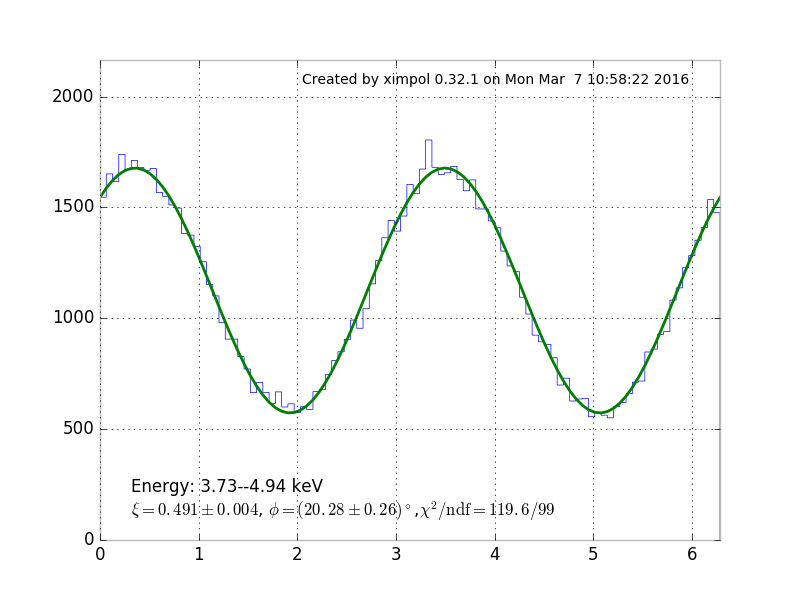 Created by ximpol 0.32.1 on Mon Mar  7 10:58:22 2016
2000
1500
1000
500
0
Energy: 3.73--4.94 keV
ξ = 0.491 ± 0.004, ϕ = (20.28 ± 0.26)°, χ²/ndf = 119.6/99
0 1 2 3 4 5 6